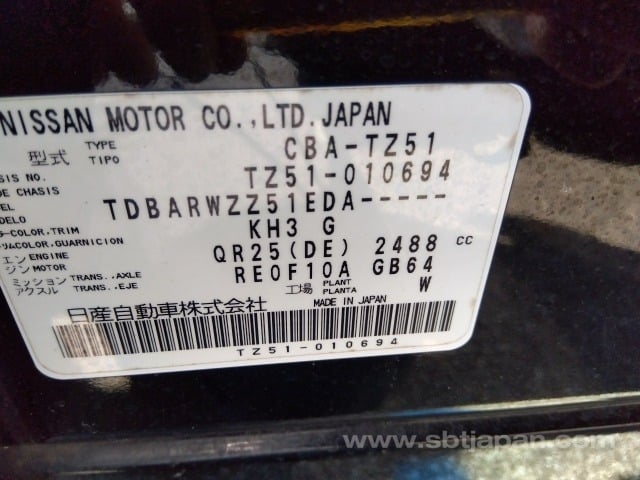 NISSAN MOTOR CO.,LTD.JAPAN
型式 TYPE TIPO CBA-TZ51
SIS NO. DE CHASIS TZ51-010694
EL DELO TDBARWZZ51EDA-----
G-COLOR,TRIM COLOR,GUARNICION KH3 G
エンジン ENGINE MOTOR QR25(DE) 2488 CC
ミッション TRANS., AXLE アクスル TRANS.,EJE RE0F10A GB64
工場 PLANT PLANTA W
日産自動車株式会社 MADE IN JAPAN
TZ51-010694
www.sbtjapan.com